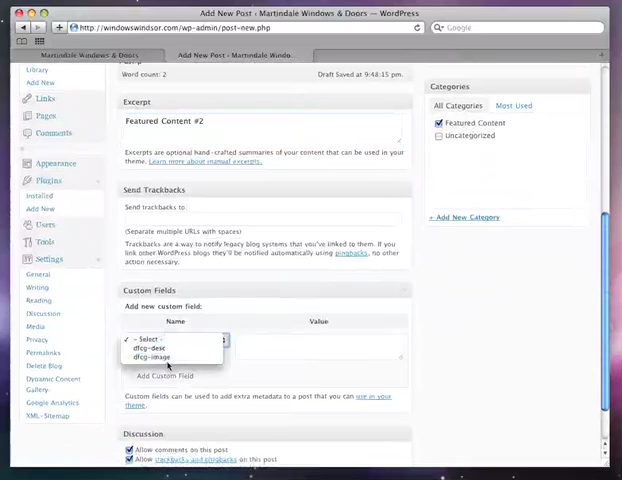 Add New Post ‹ Martindale Windows & Doors — WordPress
http://windowswindsor.com/wp-admin/post-new.php
Google
Martindale Windows & Doors
Add New Post ‹ Martindale Windo...
Library
Add New
Links
Pages
Comments
Appearance
Plugins
Installed
Add New
Users
Tools
Settings
General
Writing
Reading
Discussion
Media
Privacy
Permalinks
Delete Blog
Dynamic Content
Gallery
Google Analytics
XML-Sitemap
Word count: 2
Draft Saved at 9:48:15 pm.
Excerpt
Featured Content #2
Excerpts are optional hand-crafted summaries of your content that can be used in your
theme. Learn more about manual excerpts.
Send Trackbacks
Send trackbacks to:
(Separate multiple URLs with spaces)
Trackbacks are a way to notify legacy blog systems that you've linked to them. If you
link other WordPress blogs they'll be notified automatically using pingbacks, no other
action necessary.
Custom Fields
Add new custom field:
Name
Value
✓ - Select -
dfcg-desc
dfcg-image
Add Custom Field
Custom fields can be used to add extra metadata to a post that you can use in your
theme.
Discussion
Allow comments on this post
Allow trackbacks and pingbacks on this post
Categories
All Categories
Most Used
Featured Content
Uncategorized
+ Add New Category